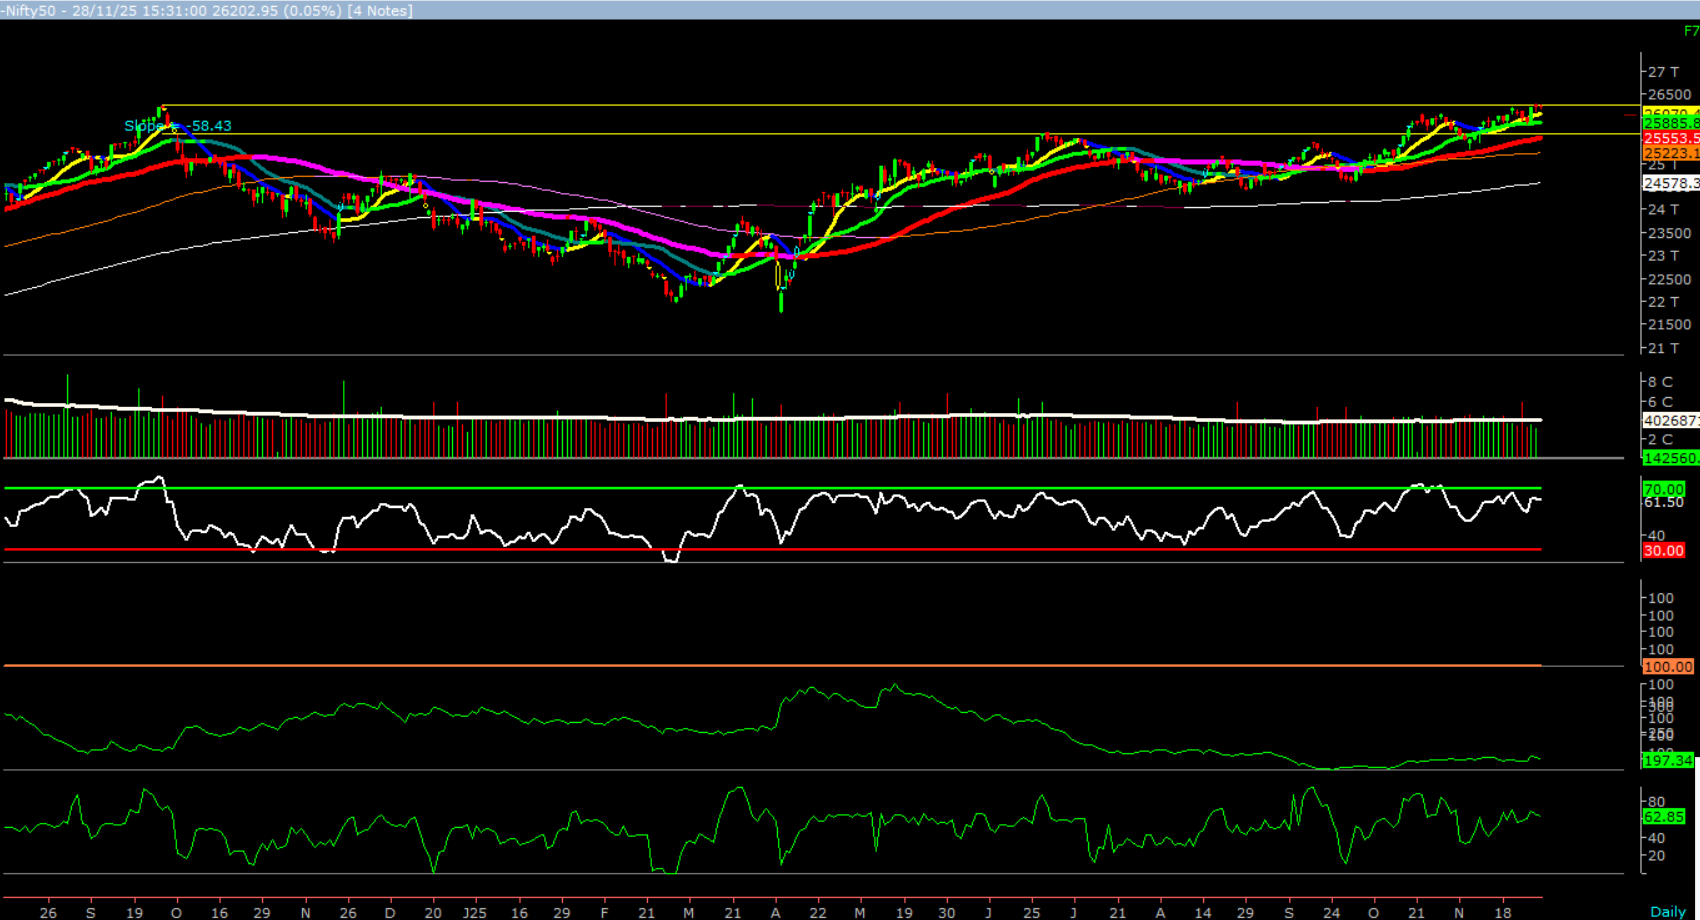 -Nifty50 - 28/11/25 15:31:00 26202.95 (0.05%) [4 Notes]
F7
27 T
26500
Slope = -58.43
25885.8
25553.5
25223.1
25 T
24578.3
24 T
23500
23 T
22500
22 T
21500
21 T
8 C
6 C
4026871
2 C
142560.
70.00
61.50
40
30.00
100
100
100
100
100.00
100
100
197.34
80
62.85
40
20
26 S 19 O 16 29 N 26 D 20 J25 16 29 F 21 M 21 A 22 M 19 30 J 25 J 21 A 14 29 S 24 O 21 N 18
Daily